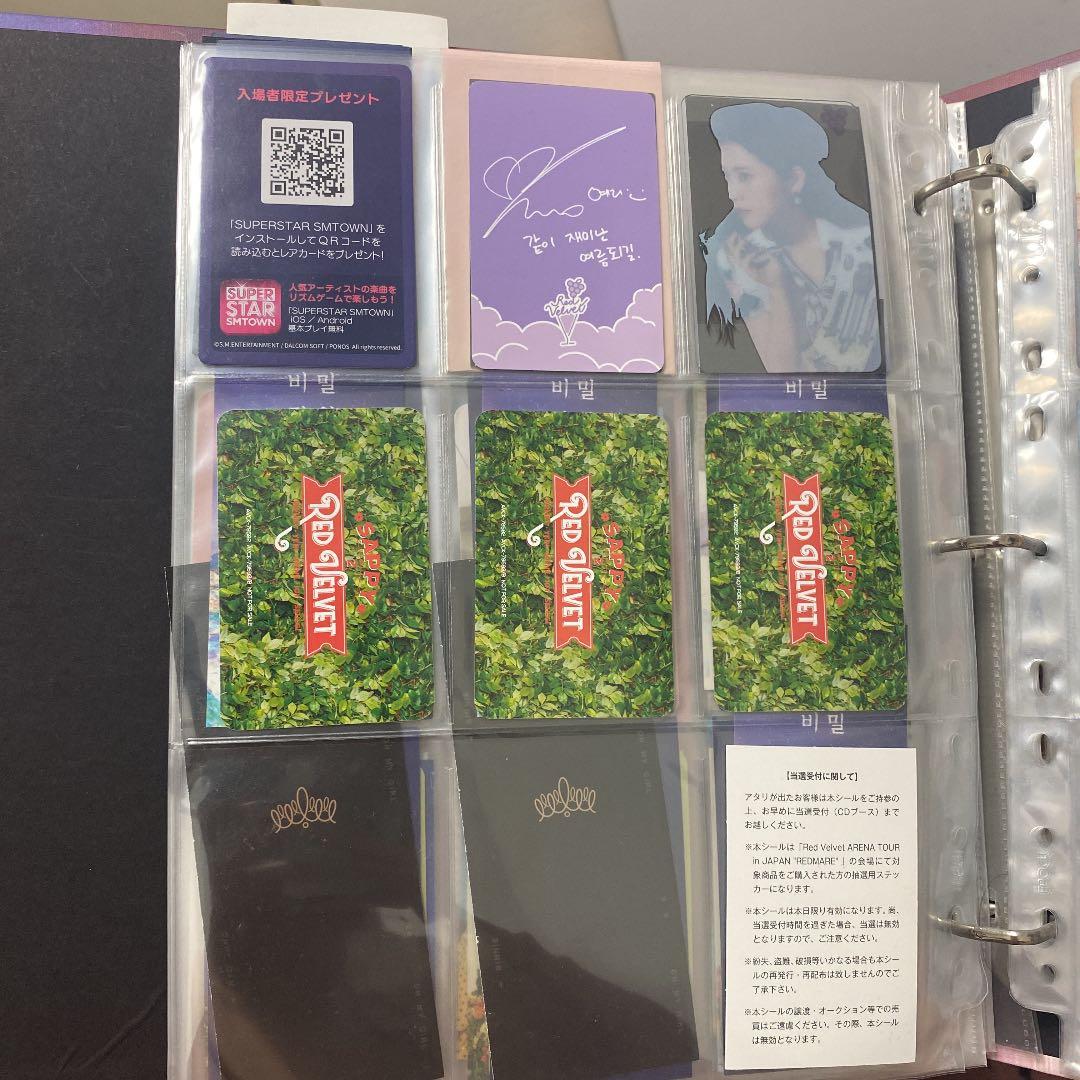 入場者限定プレゼント
「SUPERSTAR SMTOWN」を
インストールしてQRコードを
読み込むとレアカードをプレゼント!
SUPER
STAR
SMTOWN
人気アーティストの楽曲を
リズムゲームで楽しもう!
「SUPERSTAR SMTOWN」
iOS / Android
基本プレイ無料
©S.M.ENTERTAINMENT / DALCOM SOFT / PONOS All rights reserved.
예리
같이 재미난
여름되길.
Red
Velvet
비밀
비밀
비밀
SAPPY
RED VELVET
NOT FOR SALE
SAPPY
RED VELVET
NOT FOR SALE
SAPPY
RED VELVET
NOT FOR SALE
비밀
【当選受付に関して】
アタリが出たお客様は本シールをご持参の
上、お早めに当選受付（CDブース）まで
お越しください。
※本シールは「Red Velvet ARENA TOUR
in JAPAN "REDMARE"」の会場にて対
象商品をご購入された方の抽選用ステッ
カーになります。
※本シールは本日限り有効になります。尚、
当選受付時間を過ぎた場合、当選は無効
となりますので、ご注意ください。
※紛失、盗難、破損等いかなる場合も本シー
ルの再発行・再配布は致しませんのでご
了承下さい。
※本シールの譲渡・オークション等での売
買はご遠慮ください。その際、本シール
は無効となります。